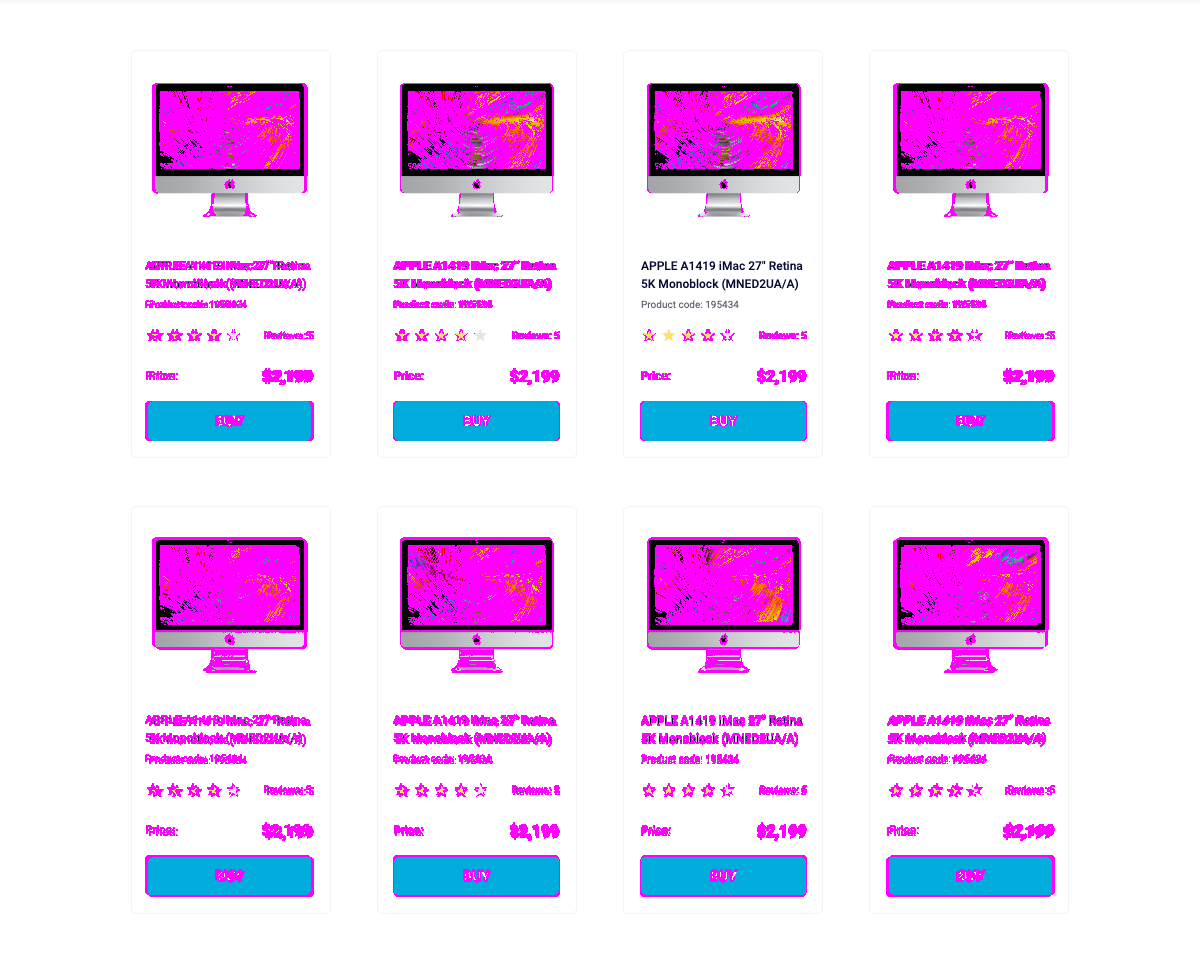 APPLE A1419 iMac 27" Retina
5K Monoblock (MNED2UA/A)
Product code: 195434
Reviews: 5
Price:
$2,199
BUY
APPLE A1419 iMac 27" Retina
5K Monoblock (MNED2UA/A)
Product code: 195434
Reviews: 5
Price:
$2,199
BUY
APPLE A1419 iMac 27" Retina
5K Monoblock (MNED2UA/A)
Product code: 195434
Reviews: 5
Price:
$2,199
BUY
APPLE A1419 iMac 27" Retina
5K Monoblock (MNED2UA/A)
Product code: 195434
Reviews: 5
Price:
$2,199
BUY
APPLE A1419 iMac 27" Retina
5K Monoblock (MNED2UA/A)
Product code: 195434
Reviews: 5
Price:
$2,199
BUY
APPLE A1419 iMac 27" Retina
5K Monoblock (MNED2UA/A)
Product code: 195434
Reviews: 5
Price:
$2,199
BUY
APPLE A1419 iMac 27" Retina
5K Monoblock (MNED2UA/A)
Product code: 195434
Reviews: 5
Price:
$2,199
BUY
APPLE A1419 iMac 27" Retina
5K Monoblock (MNED2UA/A)
Product code: 195434
Reviews: 5
Price:
$2,199
BUY